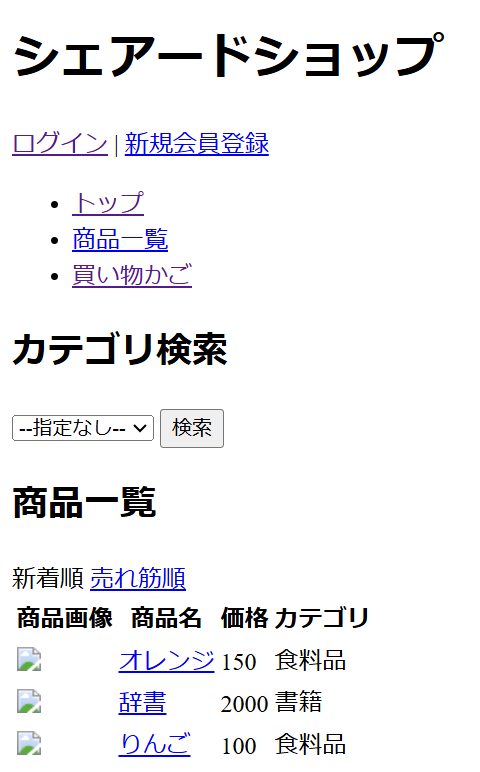 シェアードショップ
ログイン | 新規会員登録
トップ
商品一覧
買い物かご
カテゴリ検索
--指定なし-- 検索
商品一覧
新着順 売れ筋順
商品画像 商品名 価格 カテゴリ
オレンジ 150 食料品
辞書 2000 書籍
りんご 100 食料品